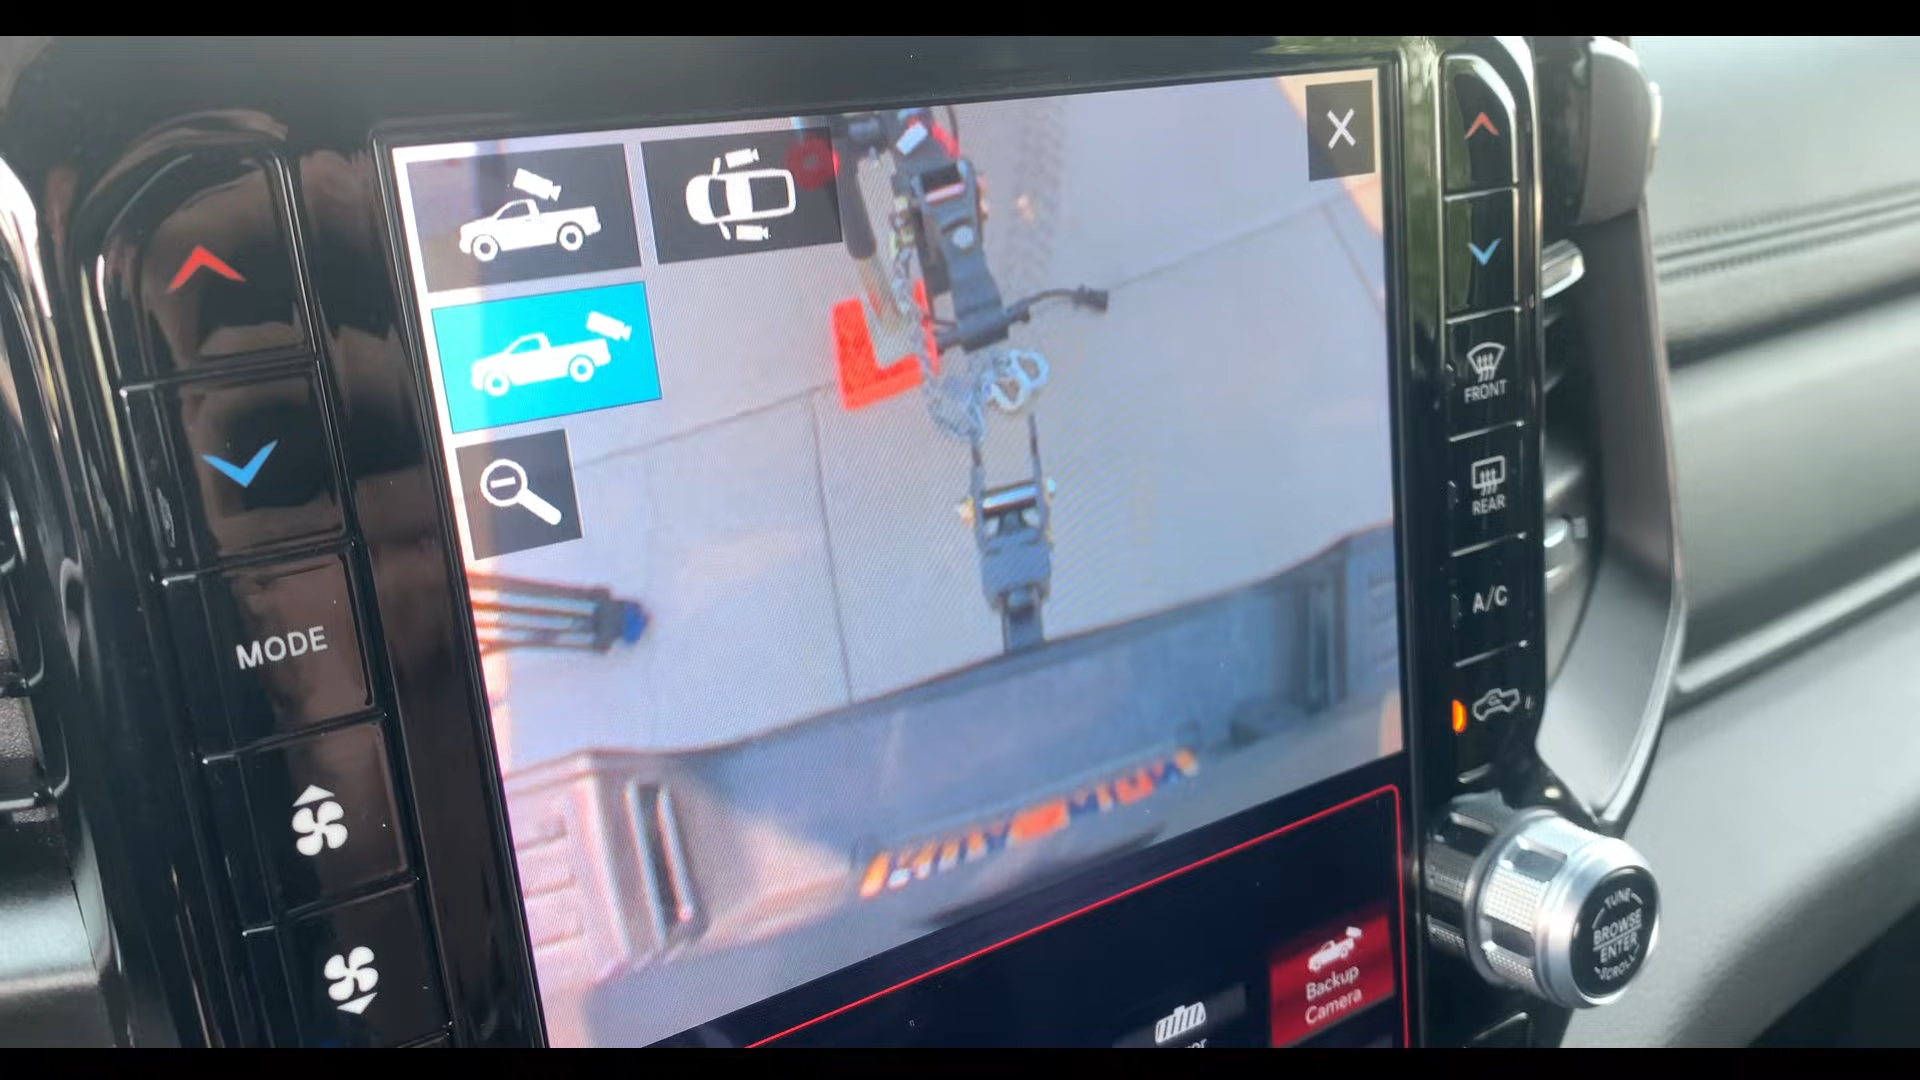 X
FRONT
REAR
MODE
A/C
TUNE
BROWSE
ENTER
SCROLL
Backup
Camera